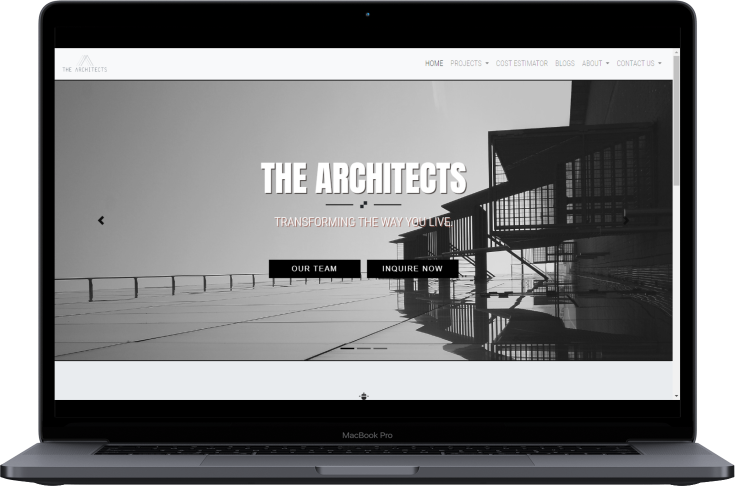 THE ARCHITECTS
HOME PROJECTS COST ESTIMATOR BLOGS ABOUT CONTACT US
THE ARCHITECTS
TRANSFORMING THE WAY YOU LIVE.
OUR TEAM INQUIRE NOW
MacBook Pro